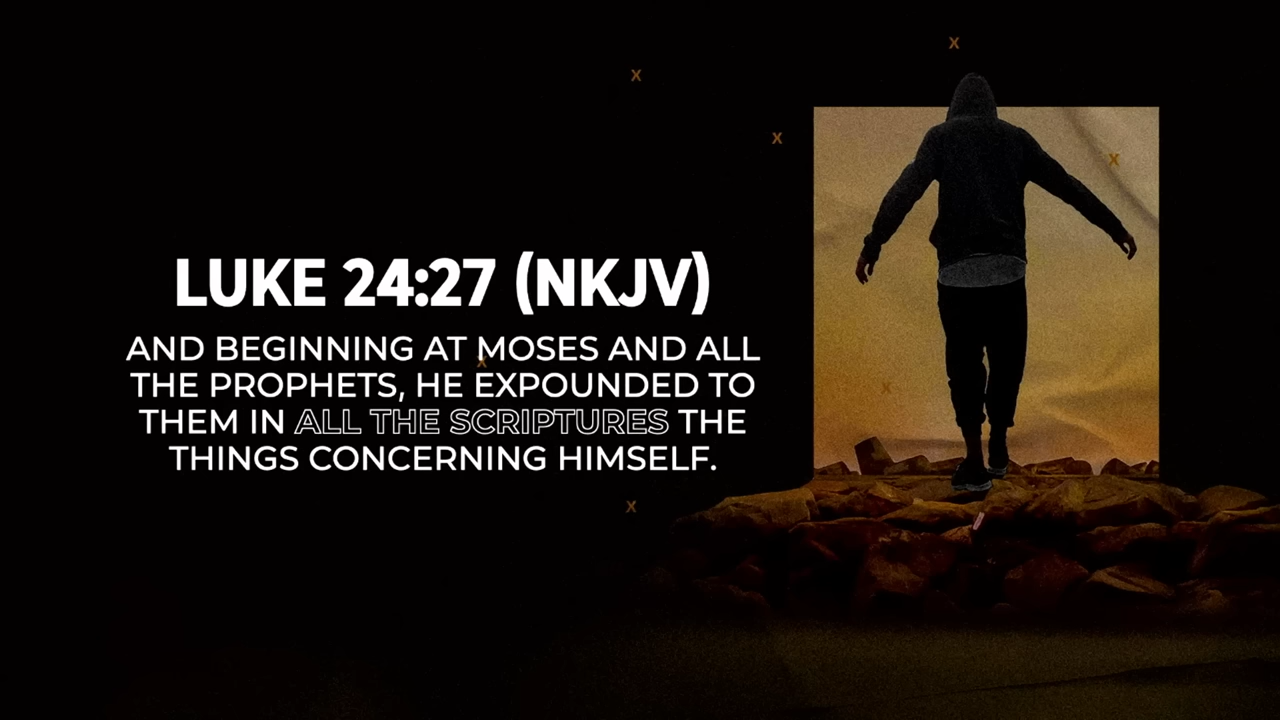 LUKE 24:27 (NKJV)
AND BEGINNING AT MOSES AND ALL
THE PROPHETS, HE EXPOUNDED TO
THEM IN ALL THE SCRIPTURES THE
THINGS CONCERNING HIMSELF.